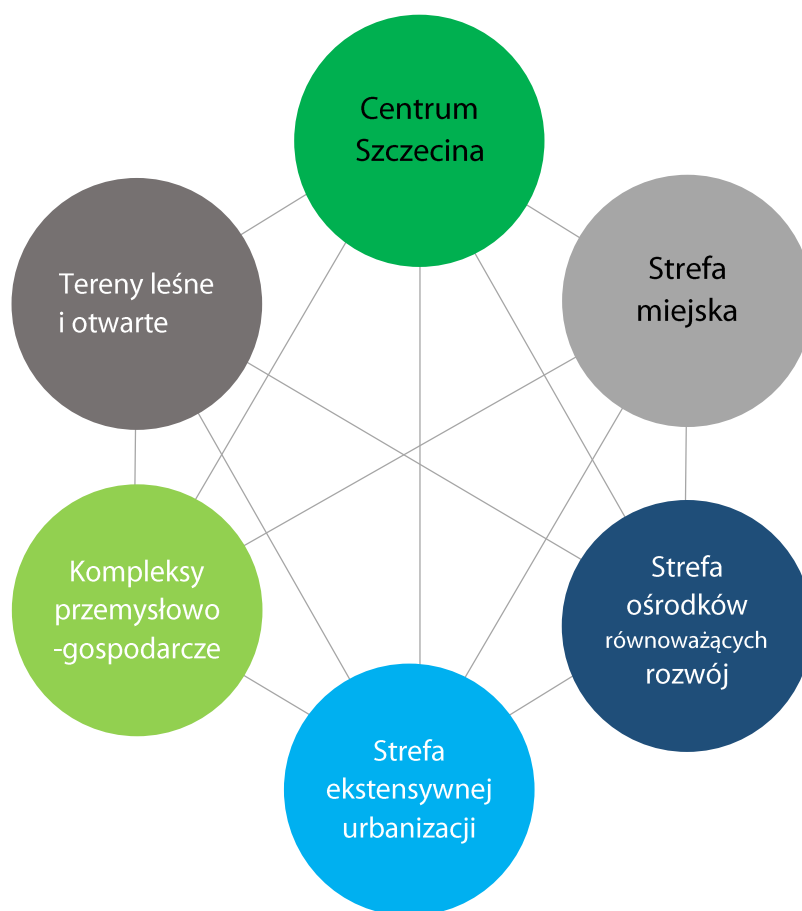 Centrum
Szczecina
Tereny leśne
i otwarte
Strefa
miejska
Kompleksy
przemysłowo
-gospodarcze
Strefa
ośrodków
równoważących
rozwój
Strefa
ekstensywnej
urbanizacji